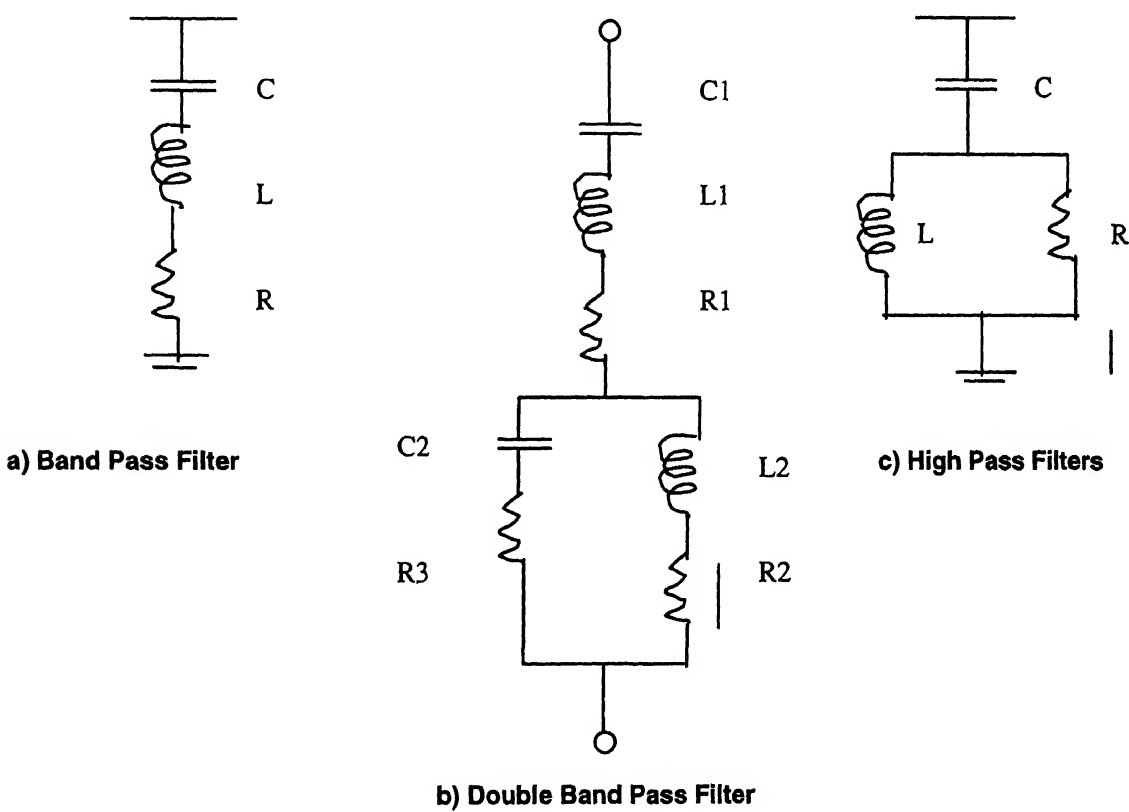 C
L
R
a) Band Pass Filter
C1
L1
R1
C2
L2
R3
R2
b) Double Band Pass Filter
C
L
R
c) High Pass Filters